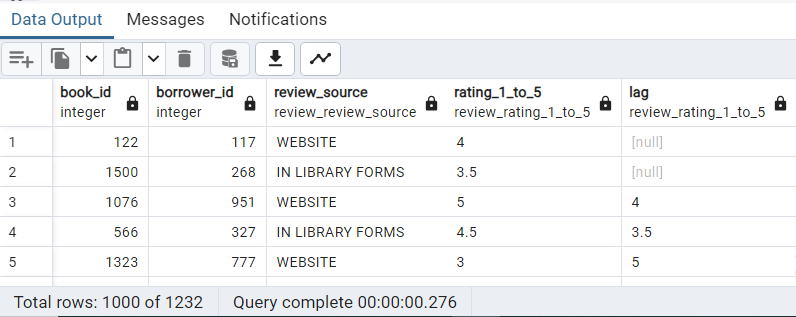 Data Output Messages Notifications
book_id borrower_id review_source rating_1_to_5 lag
integer integer review_review_source review_rating_1_to_5 review_rating_1_to_5
1 122 117 WEBSITE 4 [null]
2 1500 268 IN LIBRARY FORMS 3.5 [null]
3 1076 951 WEBSITE 5 4
4 566 327 IN LIBRARY FORMS 4.5 3.5
5 1323 777 WEBSITE 3 5
Total rows: 1000 of 1232 Query complete 00:00:00.276